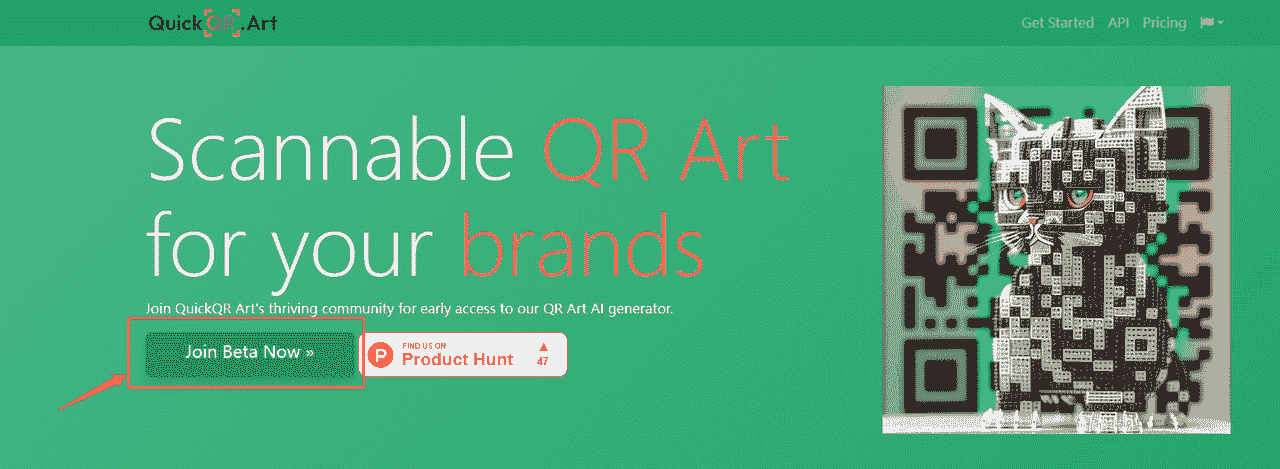 QuickQR.Art
Get Started API Pricing
Scannable QR Art
for your brands
Join QuickQR Art's thriving community for early access to our QR Art AI generator.
Join Beta Now »
P
FIND US ON
Product Hunt
▲
47